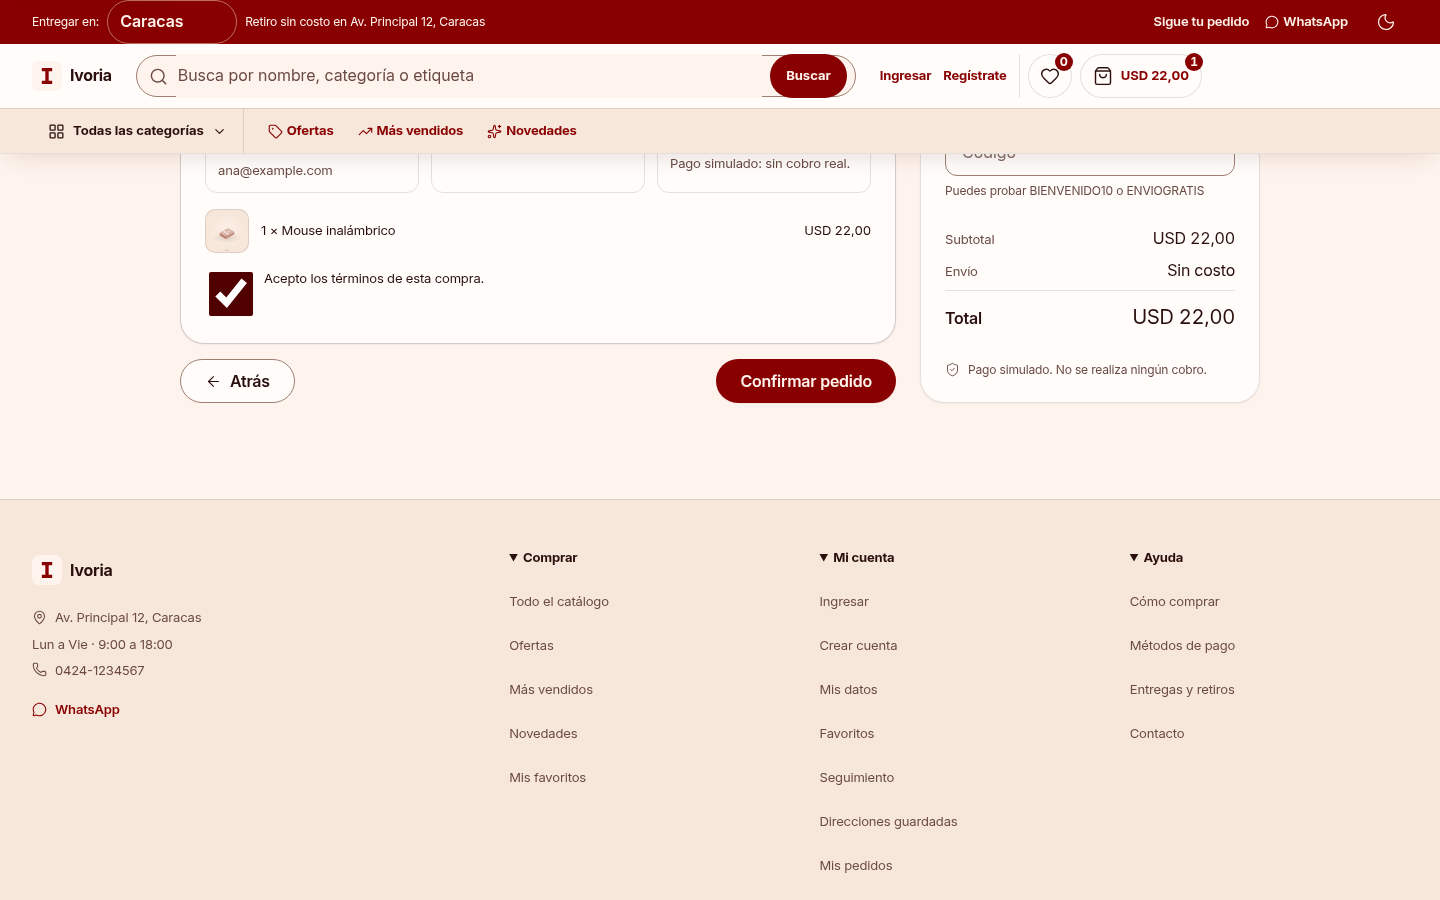 Entregar en:
Caracas
Retiro sin costo en Av. Principal 12, Caracas
Sigue tu pedido
WhatsApp
I
Ivoria
Busca por nombre, categoría o etiqueta
Buscar
Ingresar
Regístrate
0
USD 22,00
1
Todas las categorías
Ofertas
Más vendidos
Novedades
ana@example.com
Pago simulado: sin cobro real.
1 × Mouse inalámbrico
USD 22,00
Acepto los términos de esta compra.
Atrás
Confirmar pedido
Código
Puedes probar BIENVENIDO10 o ENVIOGRATIS
Subtotal
USD 22,00
Envío
Sin costo
Total
USD 22,00
Pago simulado. No se realiza ningún cobro.
I
Ivoria
Av. Principal 12, Caracas
Lun a Vie · 9:00 a 18:00
0424-1234567
WhatsApp
Comprar
Todo el catálogo
Ofertas
Más vendidos
Novedades
Mis favoritos
Mi cuenta
Ingresar
Crear cuenta
Mis datos
Favoritos
Seguimiento
Direcciones guardadas
Mis pedidos
Ayuda
Cómo comprar
Métodos de pago
Entregas y retiros
Contacto